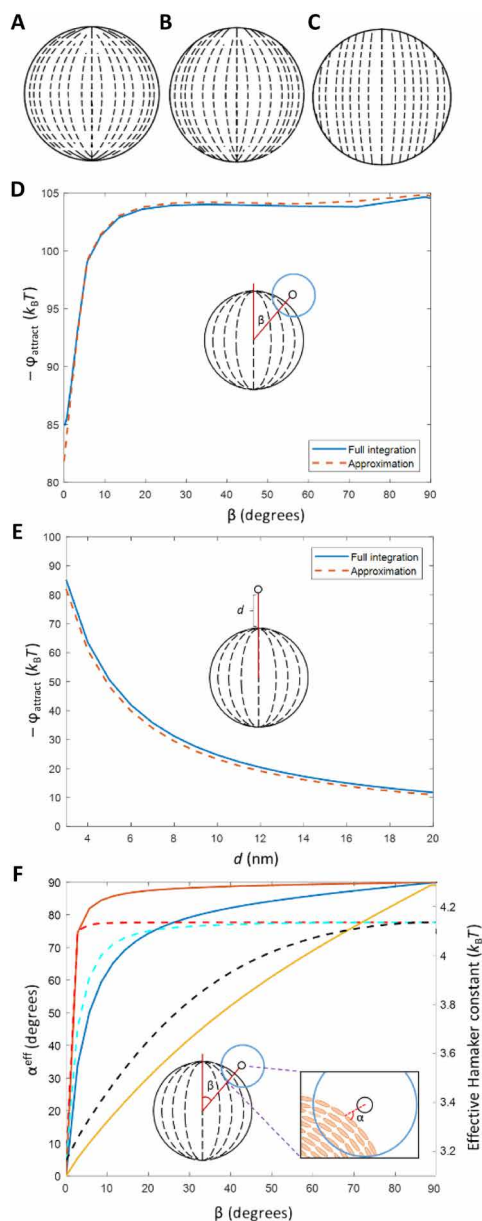 A B C
D
105
100
95
90
85
80
− φattract (kBT)
β
Full integration
Approximation
0 10 20 30 40 50 60 70 80 90
β (degrees)
E
100
90
80
70
60
50
40
30
20
10
0
− φattract (kBT)
Full integration
Approximation
d
4 6 8 10 12 14 16 18 20
d (nm)
F
90
80
70
60
50
40
30
20
10
0
αeff (degrees)
4.2
4
3.8
3.6
3.4
3.2
Effective Hamaker constant (kBT)
β
α
0 10 20 30 40 50 60 70 80 90
β (degrees)